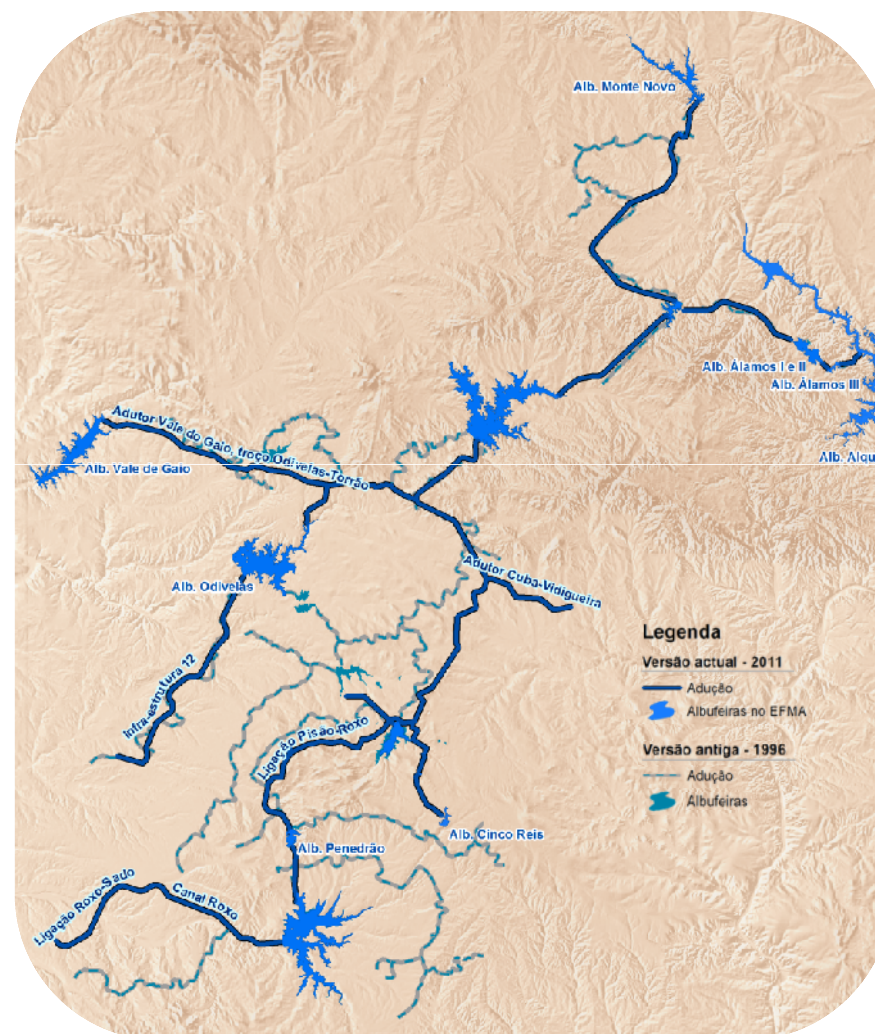 Alb. Monte Novo
Alb. Álamos I e II
Alb. Álamos III
Alb. Alqu
Adutor Vale do Gaio, troço Odivelas-Torrão
Alb. Vale de Gaio
Alb. Odivelas
Adutor Cuba-Vidigueira
Infra-estrutura 12
Ligação Pisão-Roxo
Alb. Cinco Reis
Alb. Penedrão
Canal Roxo
Ligação Roxo-Sado
Legenda
Versão actual - 2011
Adução
Albufeiras no EFMA
Versão antiga - 1996
Adução
Albufeiras